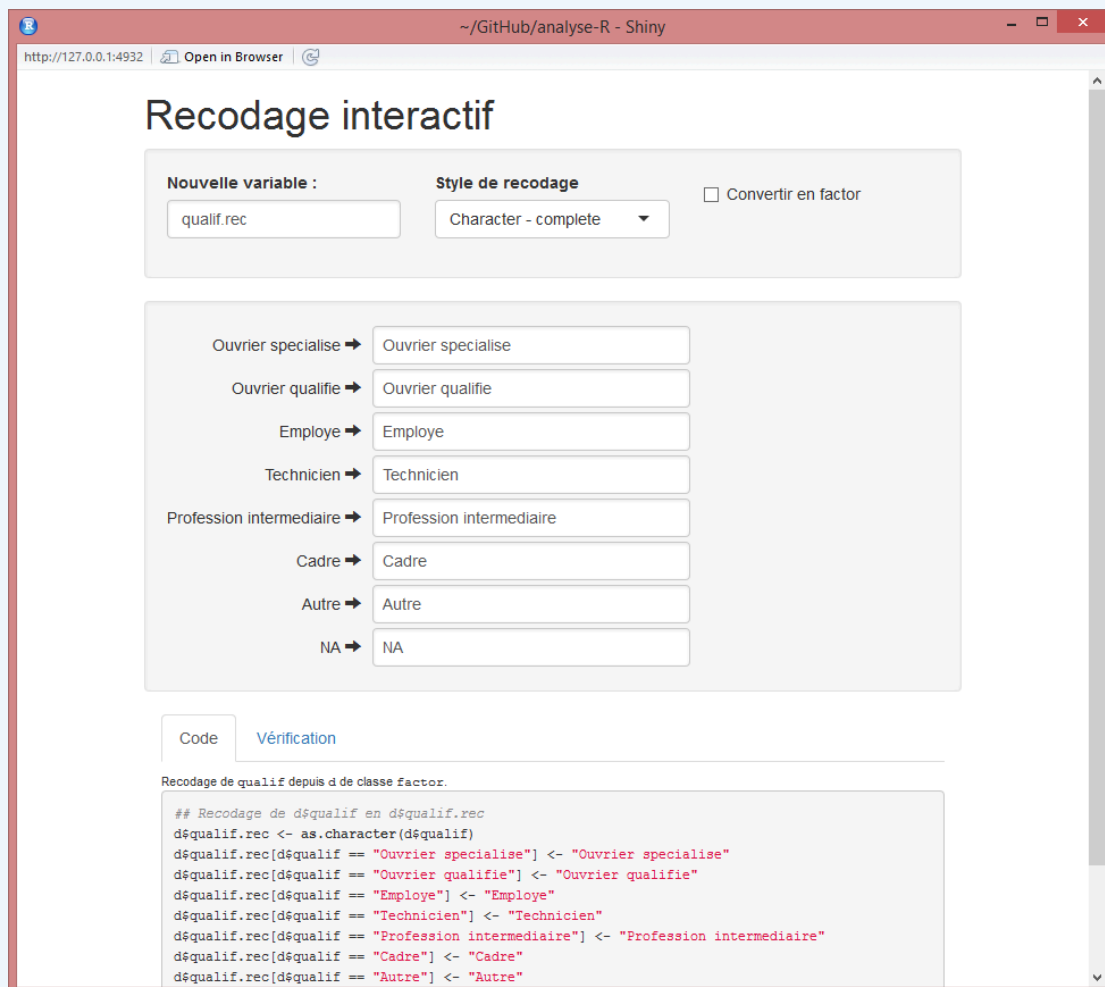 R
~/GitHub/analyse-R - Shiny
http://127.0.0.1:4932 Open in Browser
Recodage interactif
Nouvelle variable :
Style de recodage
Convertir en factor
qualif.rec
Character - complete
Ouvrier specialise Ouvrier specialise
Ouvrier qualifie Ouvrier qualifie
Employe Employe
Technicien Technicien
Profession intermediaire Profession intermediaire
Cadre Cadre
Autre Autre
NA NA
Code Vérification
Recodage de qualif depuis d de classe factor.
## Recodage de d$qualif en d$qualif.rec
d$qualif.rec <- as.character(d$qualif)
d$qualif.rec[d$qualif == "Ouvrier specialise"] <- "Ouvrier specialise"
d$qualif.rec[d$qualif == "Ouvrier qualifie"] <- "Ouvrier qualifie"
d$qualif.rec[d$qualif == "Employe"] <- "Employe"
d$qualif.rec[d$qualif == "Technicien"] <- "Technicien"
d$qualif.rec[d$qualif == "Profession intermediaire"] <- "Profession intermediaire"
d$qualif.rec[d$qualif == "Cadre"] <- "Cadre"
d$qualif.rec[d$qualif == "Autre"] <- "Autre"